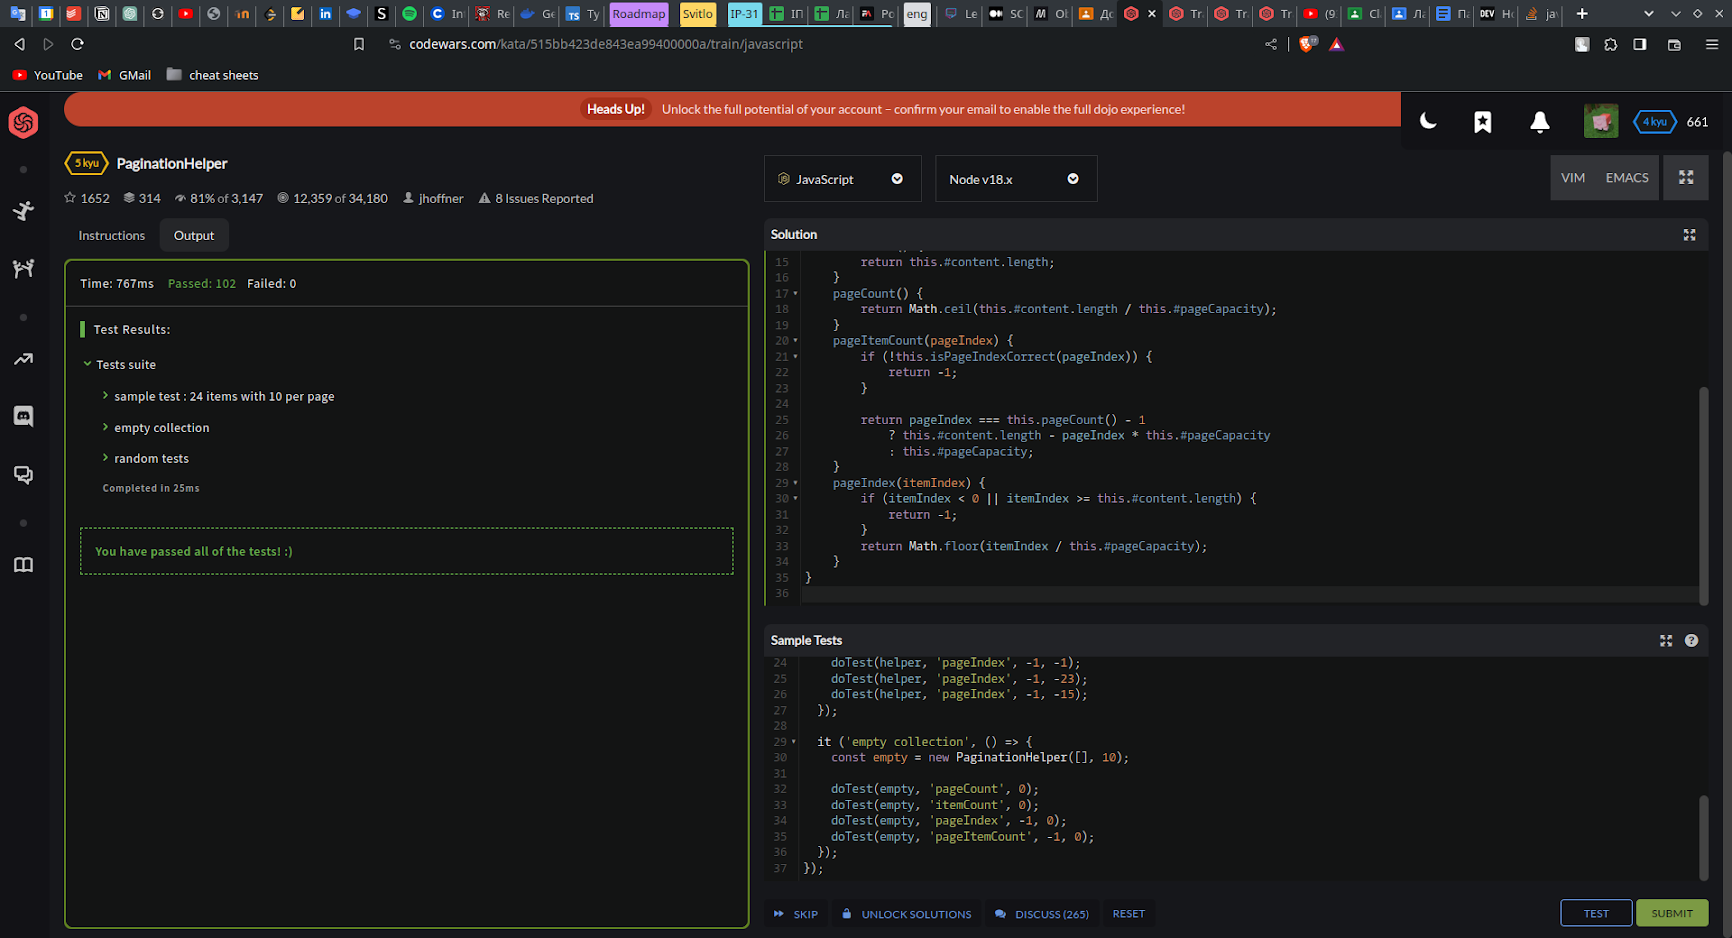 In
Re
Ge
Ty
Roadmap
Svitlo
IP-31
ІП
Ла
Po
eng
Le
SC
Ob
До
Tr
Tr
Tr
(9
Cl
Ла
Па
Ho
jav
codewars.com/kata/515bb423de843ea99400000a/train/javascript
YouTube
GMail
cheat sheets
Heads Up! Unlock the full potential of your account – confirm your email to enable the full dojo experience!
4 kyu 661
5 kyu PaginationHelper
1652 314 81% of 3,147 12,359 of 34,180 jhoffner 8 Issues Reported
JavaScript
Node v18.x
VIM EMACS
Instructions Output
Time: 767ms Passed: 102 Failed: 0
Test Results:
Tests suite
sample test : 24 items with 10 per page
empty collection
random tests
Completed in 25ms
You have passed all of the tests! :)
Solution
15 return this.#content.length;
16 }
17 pageCount() {
18 return Math.ceil(this.#content.length / this.#pageCapacity);
19 }
20 pageItemCount(pageIndex) {
21 if (!this.isPageIndexCorrect(pageIndex)) {
22 return -1;
23 }
24
25 return pageIndex === this.pageCount() - 1
26 ? this.#content.length - pageIndex * this.#pageCapacity
27 : this.#pageCapacity;
28 }
29 pageIndex(itemIndex) {
30 if (itemIndex < 0 || itemIndex >= this.#content.length) {
31 return -1;
32 }
33 return Math.floor(itemIndex / this.#pageCapacity);
34 }
35 }
36
Sample Tests
24 doTest(helper, 'pageIndex', -1, -1);
25 doTest(helper, 'pageIndex', -1, -23);
26 doTest(helper, 'pageIndex', -1, -15);
27 });
28
29 it ('empty collection', () => {
30 const empty = new PaginationHelper([], 10);
31
32 doTest(empty, 'pageCount', 0);
33 doTest(empty, 'itemCount', 0);
34 doTest(empty, 'pageIndex', -1, 0);
35 doTest(empty, 'pageItemCount', -1, 0);
36 });
37 });
SKIP
UNLOCK SOLUTIONS
DISCUSS (265)
RESET
TEST
SUBMIT